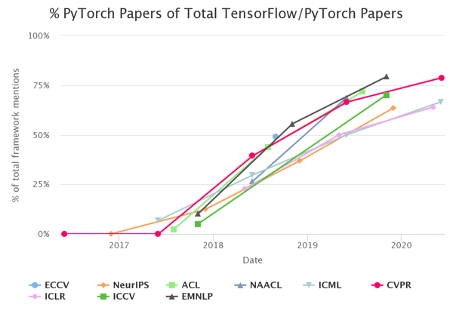 % PyTorch Papers of Total TensorFlow/PyTorch Papers
100%
75%
50%
25%
0%
% of total framework mentions
2017 2018 2019 2020
Date
ECCV NeurIPS ACL NAACL ICML CVPR
ICLR ICCV EMNLP